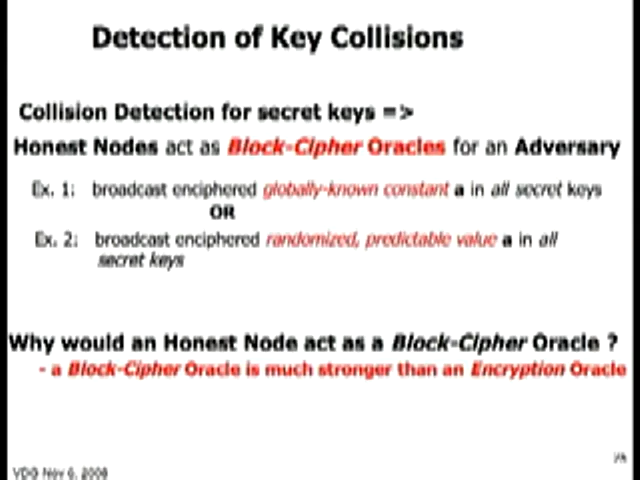 Detection of Key Collisions
Collision Detection for secret keys =>
Honest Nodes act as Block-Cipher Oracles for an Adversary
Ex. 1: broadcast enciphered globally-known constant a in all secret keys
OR
Ex. 2: broadcast enciphered randomized, predictable value a in all
secret keys
Why would an Honest Node act as a Block-Cipher Oracle ?
- a Block-Cipher Oracle is much stronger than an Encryption Oracle
VDG Nov 6, 2008